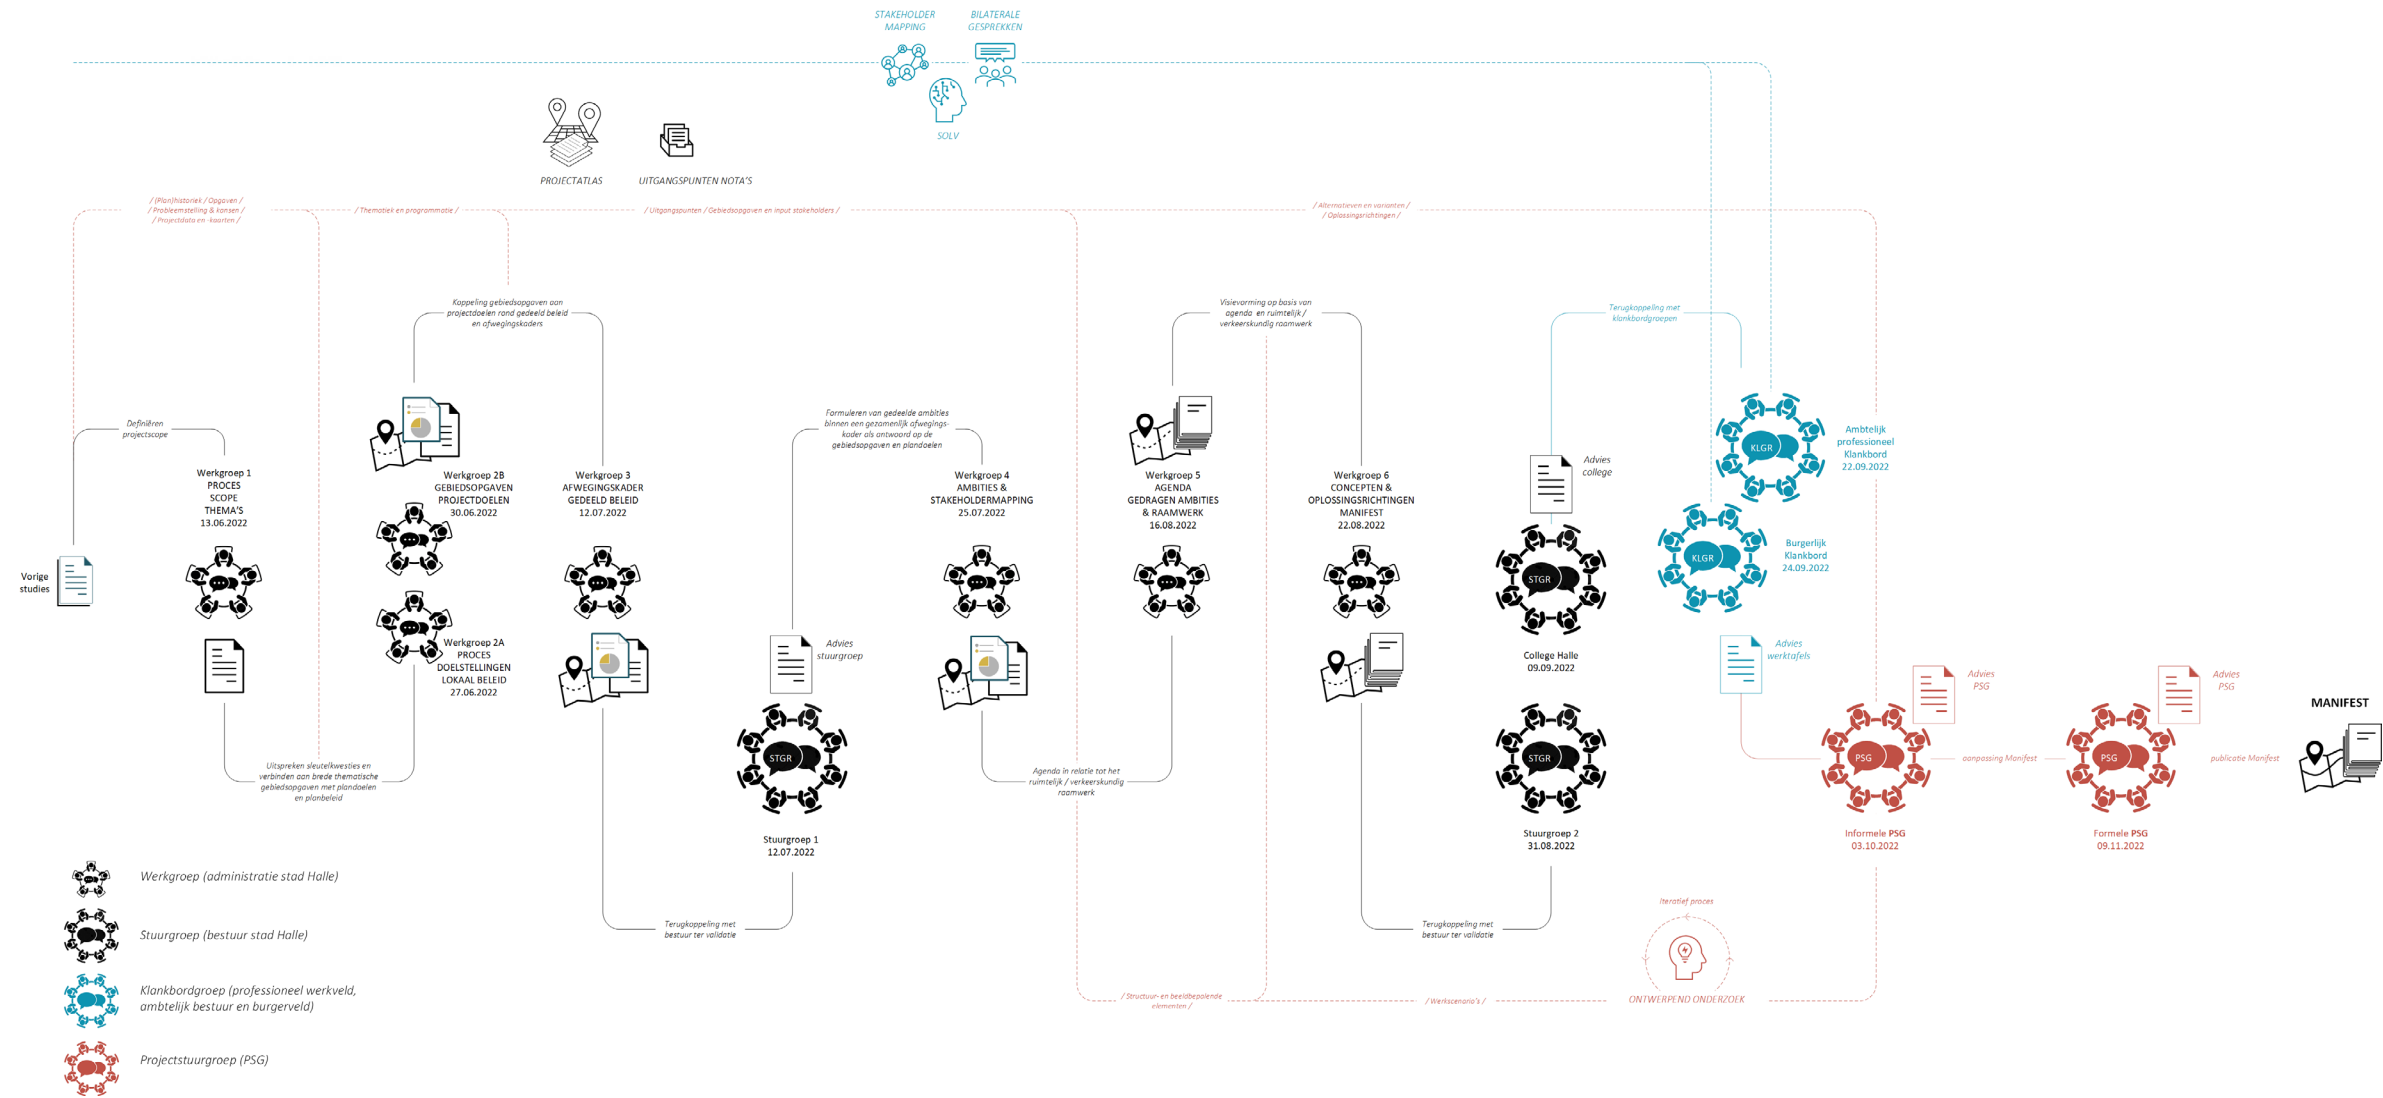 STAKEHOLDER
MAPPING
BILATERALE
GESPREKKEN
SOLV
PROJECTATLAS
UITGANGSPUNTEN NOTA'S
/ (Plan)historiek / Opgaven /
/ Probleemstelling & kansen /
/ Projectdata en -kaarten /
/ Thematiek en programmatie /
/ Uitgangspunten / Gebiedsopgaven en input stakeholders /
/ Alternatieven en varianten /
/ Oplossingsrichtingen /
Koppeling gebiedsopgaven aan
projectdoelen rond gedeeld beleid
en afwegingskaders
Visievorming op basis van
agenda en ruimtelijk /
verkeerskundig raamwerk
Terugkoppeling met
klankbordgroepen
Definiëren
projectscope
Formuleren van gedeelde ambities
binnen een gezamenlijk afwegings-
kader als antwoord op de
gebiedsopgaven en plandoelen
Vorige
studies
Werkgroep 1
PROCES
SCOPE
THEMA'S
13.06.2022
Werkgroep 2B
GEBIEDSOPGAVEN
PROJECTDOELEN
30.06.2022
Werkgroep 2A
PROCES
DOELSTELLINGEN
LOKAAL BELEID
27.06.2022
Werkgroep 3
AFWEGINGSKADER
GEDEELD BELEID
12.07.2022
Advies
stuurgroep
STGR
Stuurgroep 1
12.07.2022
Werkgroep 4
AMBITIES &
STAKEHOLDERMAPPING
25.07.2022
Werkgroep 5
AGENDA
GEDRAGEN AMBITIES
& RAAMWERK
16.08.2022
Werkgroep 6
CONCEPTEN &
OPLOSSINGSRICHTINGEN
MANIFEST
22.08.2022
Advies
college
STGR
College Halle
09.09.2022
STGR
Stuurgroep 2
31.08.2022
KLGR
Ambtelijk
professioneel
Klankbord
22.09.2022
KLGR
Burgerlijk
Klankbord
24.09.2022
Advies
werktafels
Advies
PSG
PSG
Informele PSG
03.10.2022
aanpassing Manifest
Advies
PSG
PSG
Formele PSG
09.11.2022
publicatie Manifest
MANIFEST
Uitspreken sleutelkwesties en
verbinden aan brede thematische
gebiedsopgaven met plandoelen
en planbeleid
Agenda in relatie tot het
ruimtelijk / verkeerskundig
raamwerk
Terugkoppeling met
bestuur ter validatie
Terugkoppeling met
bestuur ter validatie
Iteratief proces
/ Structuur- en beeldbepalende
elementen /
/ Werkscenario's /
ONTWERPEND ONDERZOEK
Werkgroep (administratie stad Halle)
Stuurgroep (bestuur stad Halle)
Klankbordgroep (professioneel werkveld,
ambtelijk bestuur en burgerveld)
Projectstuurgroep (PSG)